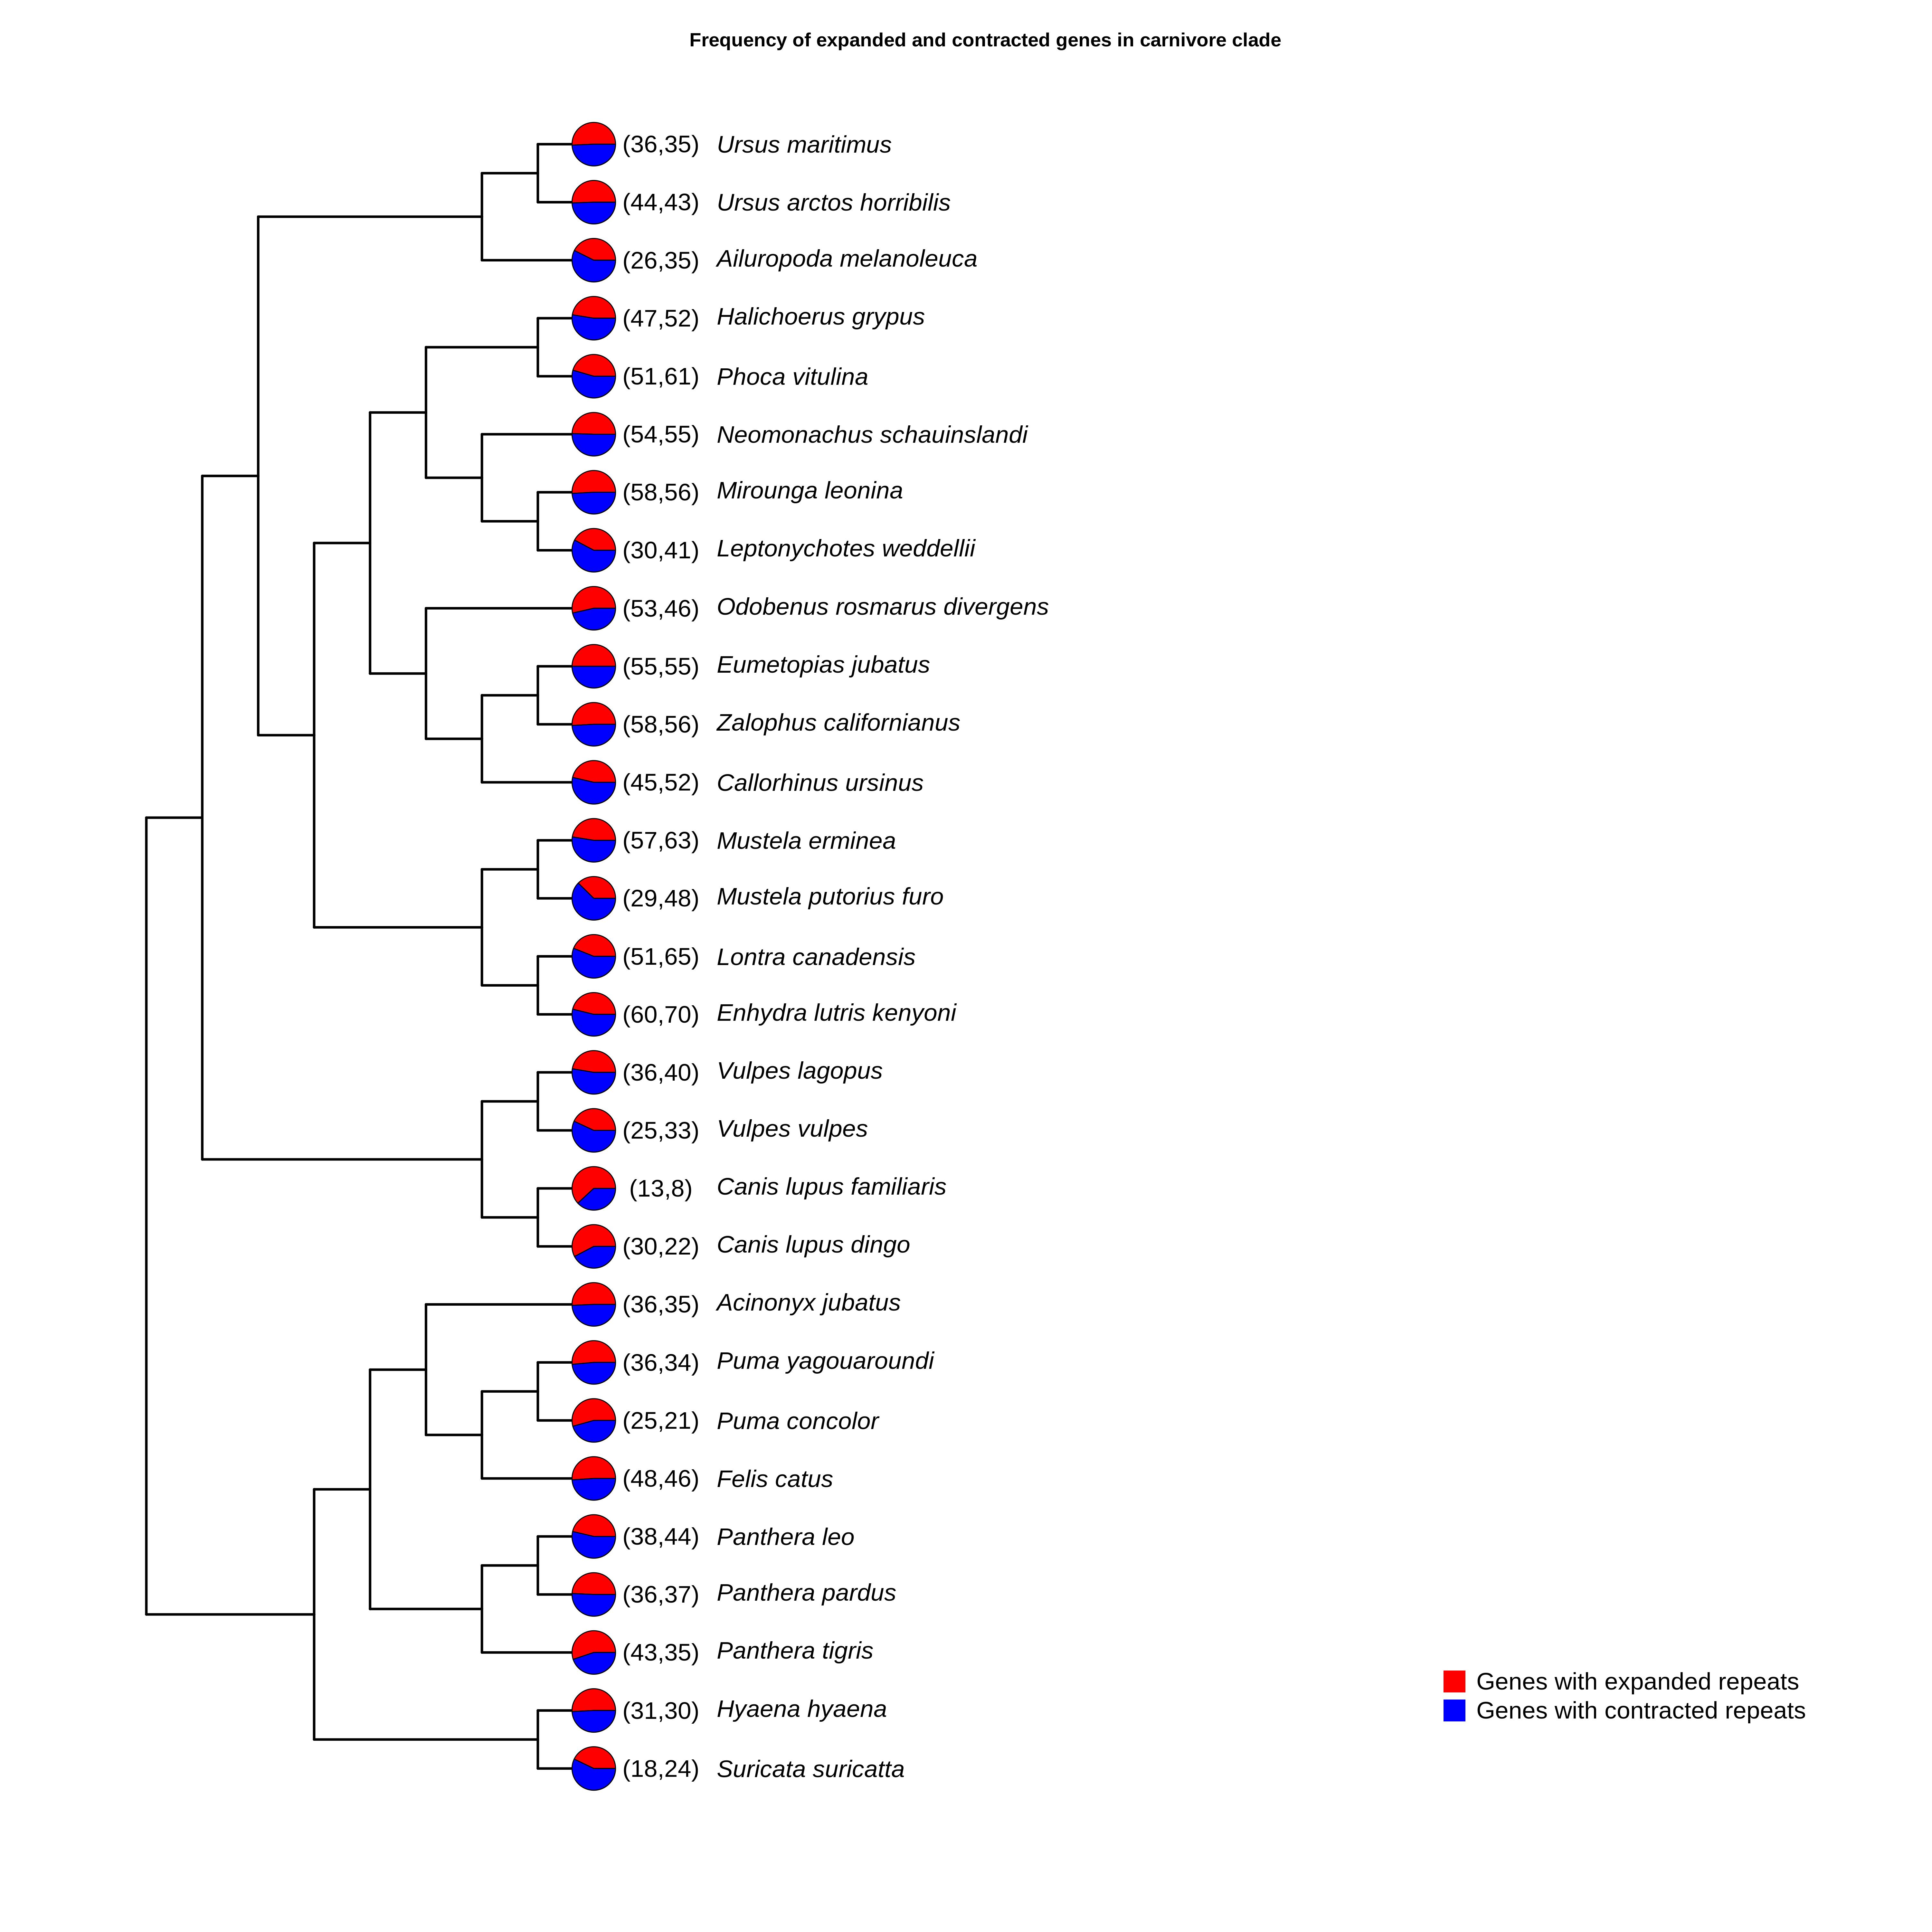 Frequency of expanded and contracted genes in carnivore clade
(36,35) Ursus maritimus
(44,43) Ursus arctos horribilis
(26,35) Ailuropoda melanoleuca
(47,52) Halichoerus grypus
(51,61) Phoca vitulina
(54,55) Neomonachus schauinslandi
(58,56) Mirounga leonina
(30,41) Leptonychotes weddellii
(53,46) Odobenus rosmarus divergens
(55,55) Eumetopias jubatus
(58,56) Zalophus californianus
(45,52) Callorhinus ursinus
(57,63) Mustela erminea
(29,48) Mustela putorius furo
(51,65) Lontra canadensis
(60,70) Enhydra lutris kenyoni
(36,40) Vulpes lagopus
(25,33) Vulpes vulpes
(13,8) Canis lupus familiaris
(30,22) Canis lupus dingo
(36,35) Acinonyx jubatus
(36,34) Puma yagouaroundi
(25,21) Puma concolor
(48,46) Felis catus
(38,44) Panthera leo
(36,37) Panthera pardus
(43,35) Panthera tigris
(31,30) Hyaena hyaena
(18,24) Suricata suricatta
Genes with expanded repeats
Genes with contracted repeats